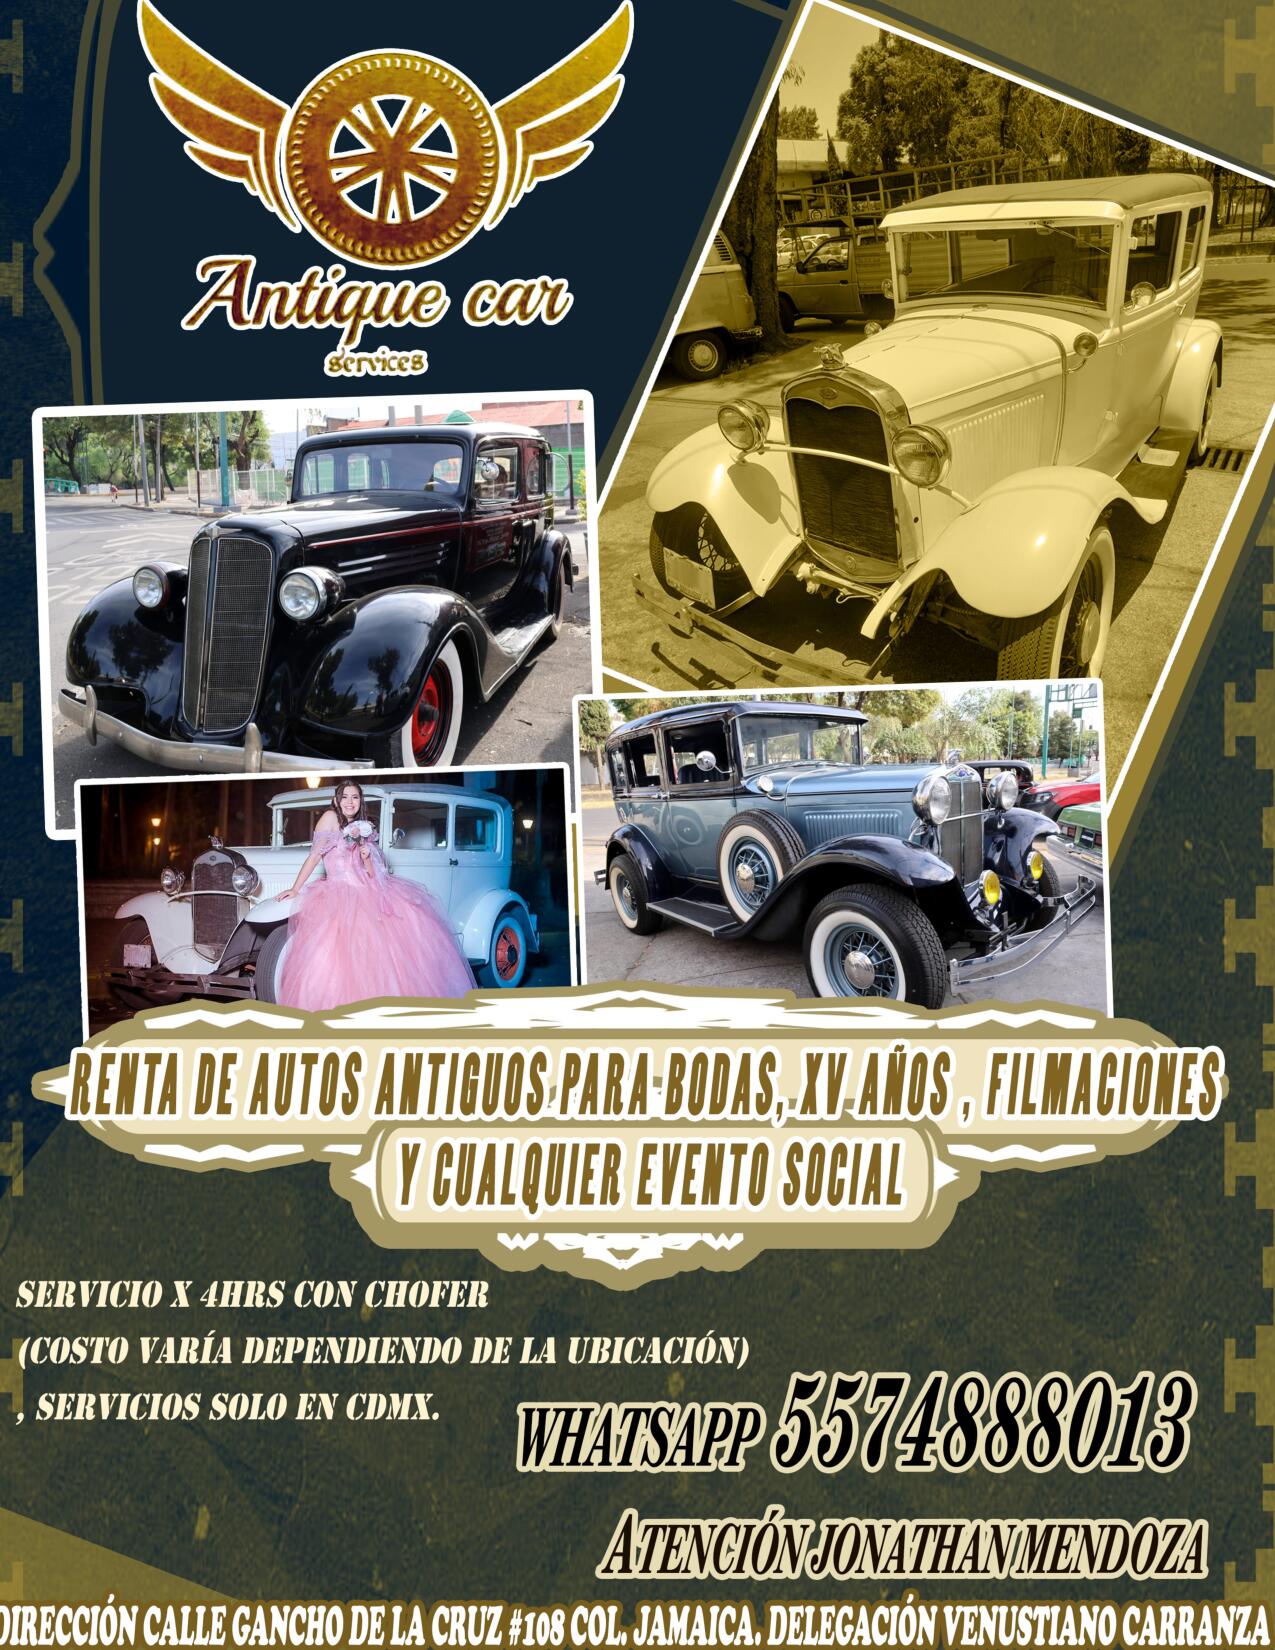 Antique car
services
RENTA DE AUTOS ANTIGUOS PARA BODAS, XV AÑOS , FILMACIONES
Y CUALQUIER EVENTO SOCIAL
SERVICIO X 4HRS CON CHOFER
(COSTO VARÍA DEPENDIENDO DE LA UBICACIÓN)
, SERVICIOS SOLO EN CDMX.
WHATSAPP 5574888013
ATENCIÓN JONATHAN MENDOZA
DIRECCIÓN CALLE GANCHO DE LA CRUZ #108 COL. JAMAICA. DELEGACIÓN VENUSTIANO CARRANZA